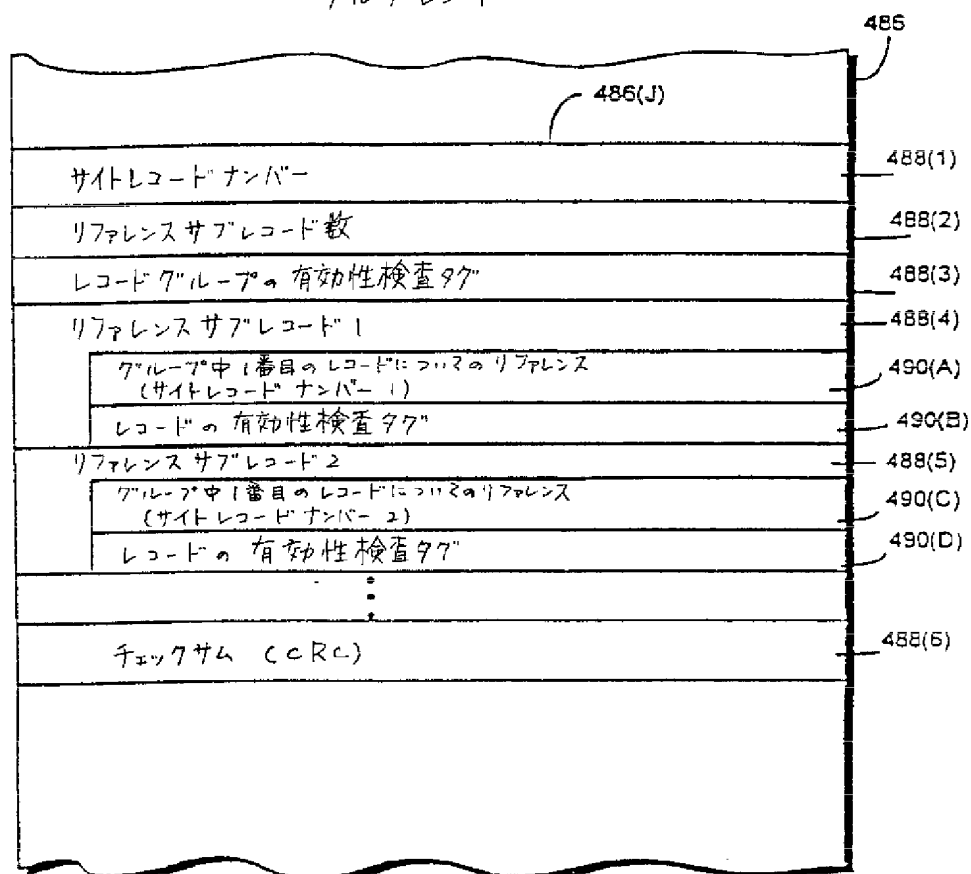 486
486(J)
サイトレコードナンバー
488(1)
リファレンスサブレコード数
488(2)
レコードグループの有効性検査タグ
488(3)
リファレンスサブレコード1
488(4)
グループ中1番目のレコードについてのリファレンス
(サイトレコードナンバー1)
490(A)
レコードの有効性検査タグ
490(B)
リファレンスサブレコード2
488(5)
グループ中1番目のレコードについてのリファレンス
(サイトレコードナンバー2)
490(C)
レコードの有効性検査タグ
490(D)
チェックサム (CRC)
488(6)